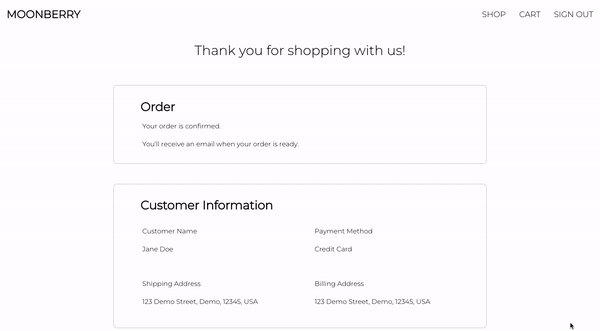 MOONBERRY
SHOP CART SIGN OUT
Thank you for shopping with us!
Order
Your order is confirmed.
You'll receive an email when your order is ready.
Customer Information
Customer Name Payment Method
Jane Doe Credit Card
Shipping Address Billing Address
123 Demo Street, Demo, 12345, USA 123 Demo Street, Demo, 12345, USA